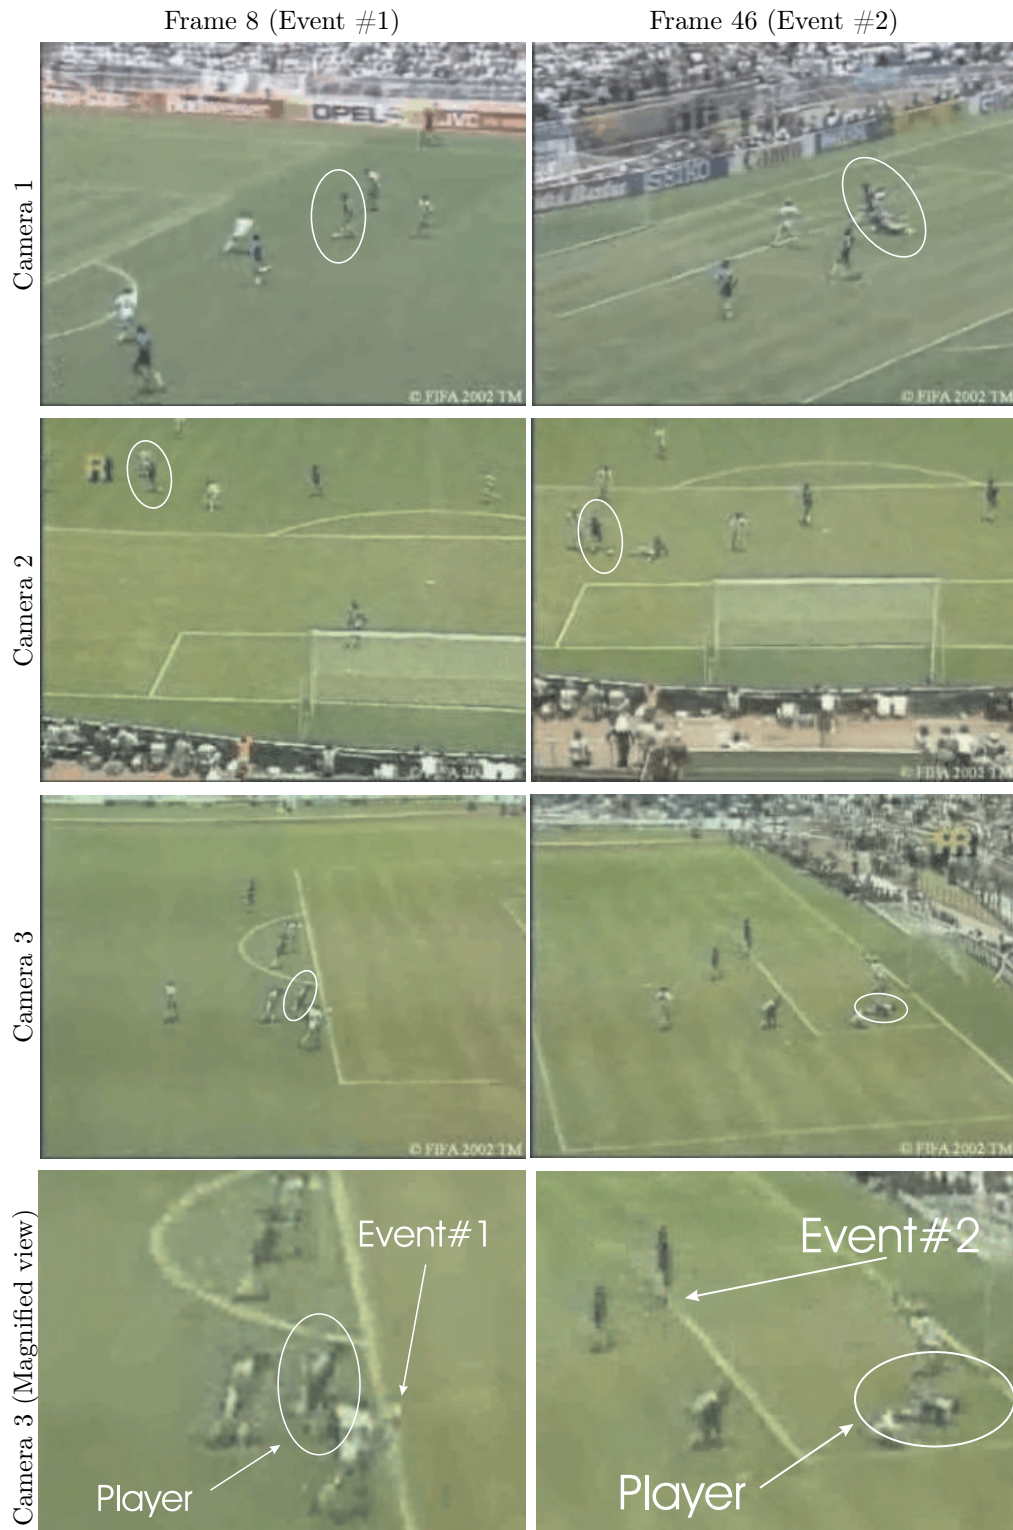 Frame 8 (Event #1)
Frame 46 (Event #2)
Camera 1
OPEL
JVC
© FIFA 2002 TM
SEIKO
© FIFA 2002 TM
Camera 2
R
© FIFA 2002 TM
Camera 3
R
© FIFA 2002 TM
© FIFA 2002 TM
Camera 3 (Magnified view)
Event#1
Player
Event#2
Player